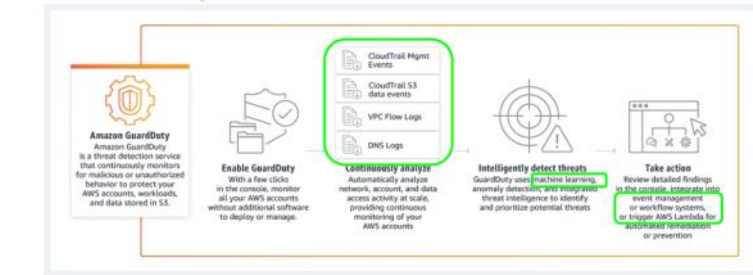 CloudTrail Mgmt
Events
CloudTrail S3
data events
VPC Flow Logs
DNS Logs
Amazon GuardDuty
Amazon GuardDuty
is a threat detection service
that continuously monitors
for malicious or unauthorized
behavior to protect your
AWS accounts, workloads,
and data stored in S3.
Enable GuardDuty
With a few clicks
in the console, monitor
all your AWS accounts
without additional software
to deploy or manage.
Continuously analyze
Automatically analyze
network, account, and data
access activity at scale,
providing continuous
monitoring of your
AWS accounts
Intelligently detect threats
GuardDuty uses machine learning,
anomaly detection, and integrated
threat intelligence to identify
and prioritize potential threats
Take action
Review detailed findings
in the console, integrate into
event management
or workflow systems,
or trigger AWS Lambda for
automated remediation
or prevention